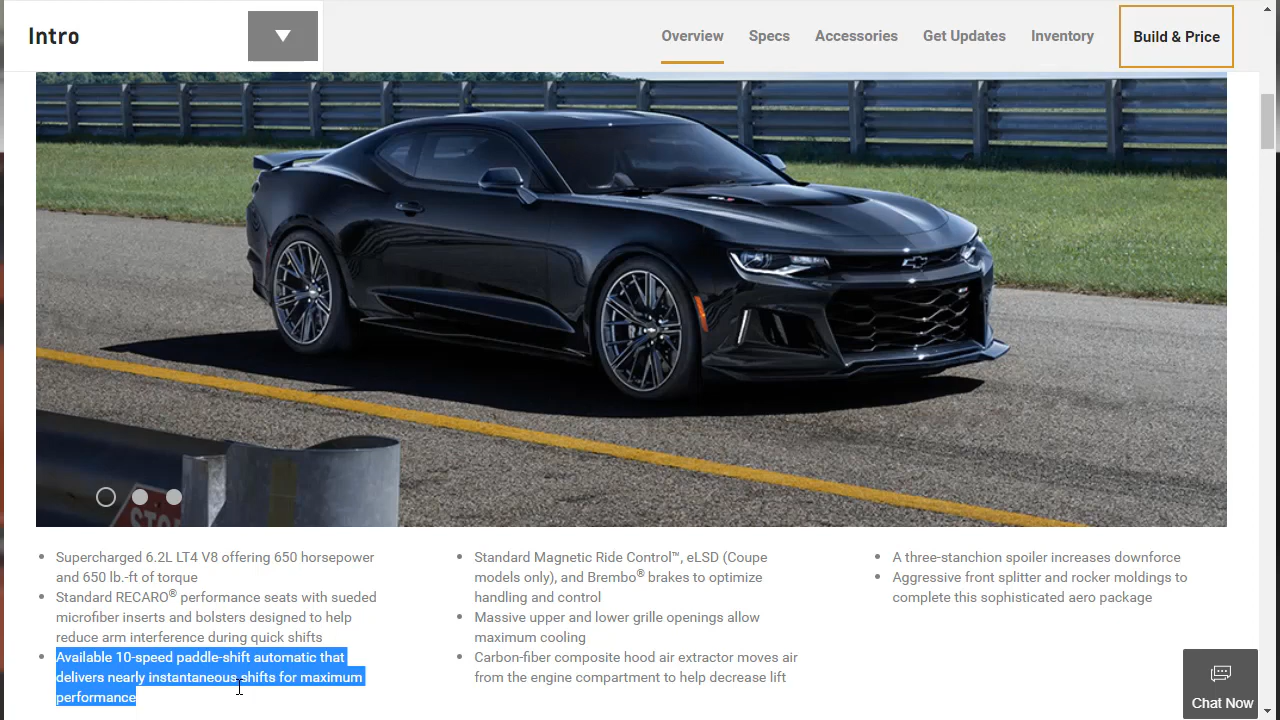 Intro
Overview
Specs
Accessories
Get Updates
Inventory
Build & Price
STOP
Supercharged 6.2L LT4 V8 offering 650 horsepower
and 650 lb.-ft of torque
Standard RECARO® performance seats with sueded
microfiber inserts and bolsters designed to help
reduce arm interference during quick shifts
Available 10-speed paddle-shift automatic that
delivers nearly instantaneous shifts for maximum
performance
Standard Magnetic Ride Control™, eLSD (Coupe
models only), and Brembo® brakes to optimize
handling and control
Massive upper and lower grille openings allow
maximum cooling
Carbon-fiber composite hood air extractor moves air
from the engine compartment to help decrease lift
A three-stanchion spoiler increases downforce
Aggressive front splitter and rocker moldings to
complete this sophisticated aero package
Chat Now